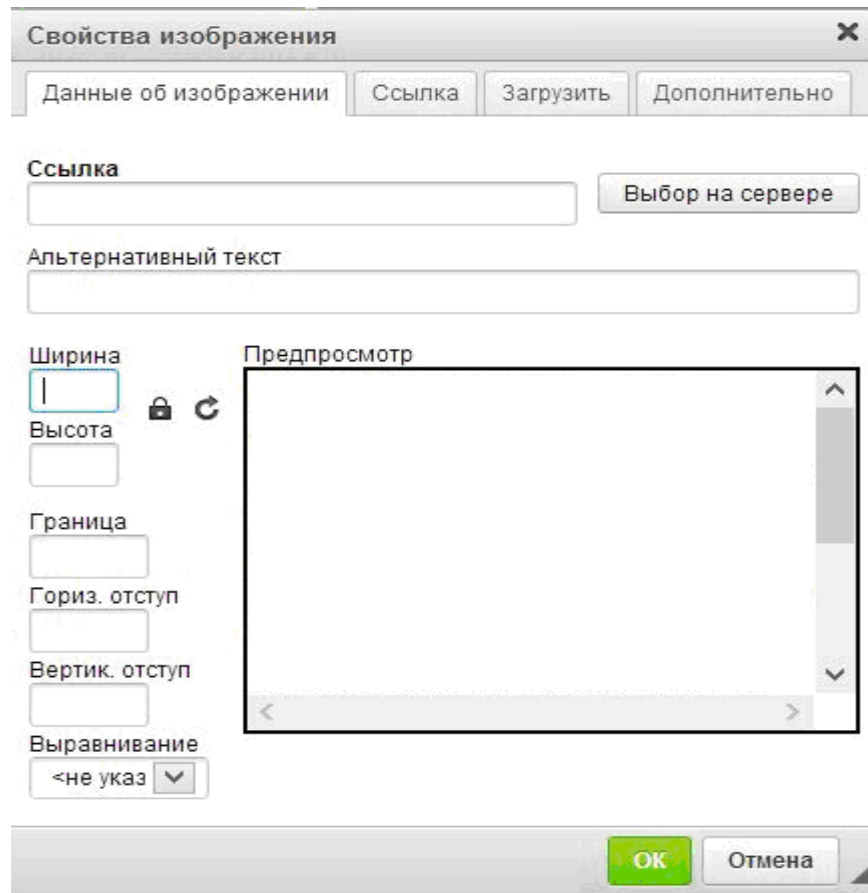 Свойства изображения
Данные об изображении Ссылка Загрузить Дополнительно
Ссылка
Выбор на сервере
Альтернативный текст
Ширина
Предпросмотр
Высота
Граница
Гориз. отступ
Вертик. отступ
Выравнивание
<не указ
ОК Отмена